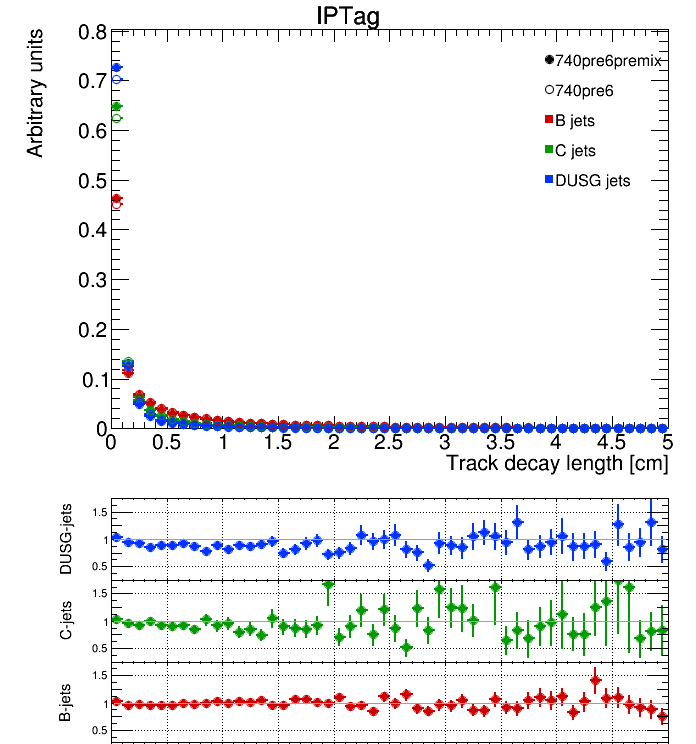 IPTag
Arbitrary units
0.8
0.7
0.6
0.5
0.4
0.3
0.2
0.1
0
740pre6premix
740pre6
B jets
C jets
DUSG jets
0 0.5 1 1.5 2 2.5 3 3.5 4 4.5 5
Track decay length [cm]
DUSG-jets
1.5
1
0.5
C-jets
1.5
1
0.5
B-jets
1.5
1
0.5